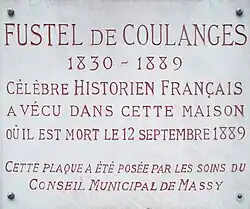 FUSTEL DE COULANGES
1830 - 1889
CÉLÈBRE HISTORIEN FRANÇAIS
A VÉCU DANS CETTE MAISON
OÙ IL EST MORT LE 12 SEPTEMBRE 1889
CETTE PLAQUE A ÉTÉ POSÉE PAR LES SOINS DU
CONSEIL MUNICIPAL DE MASSY